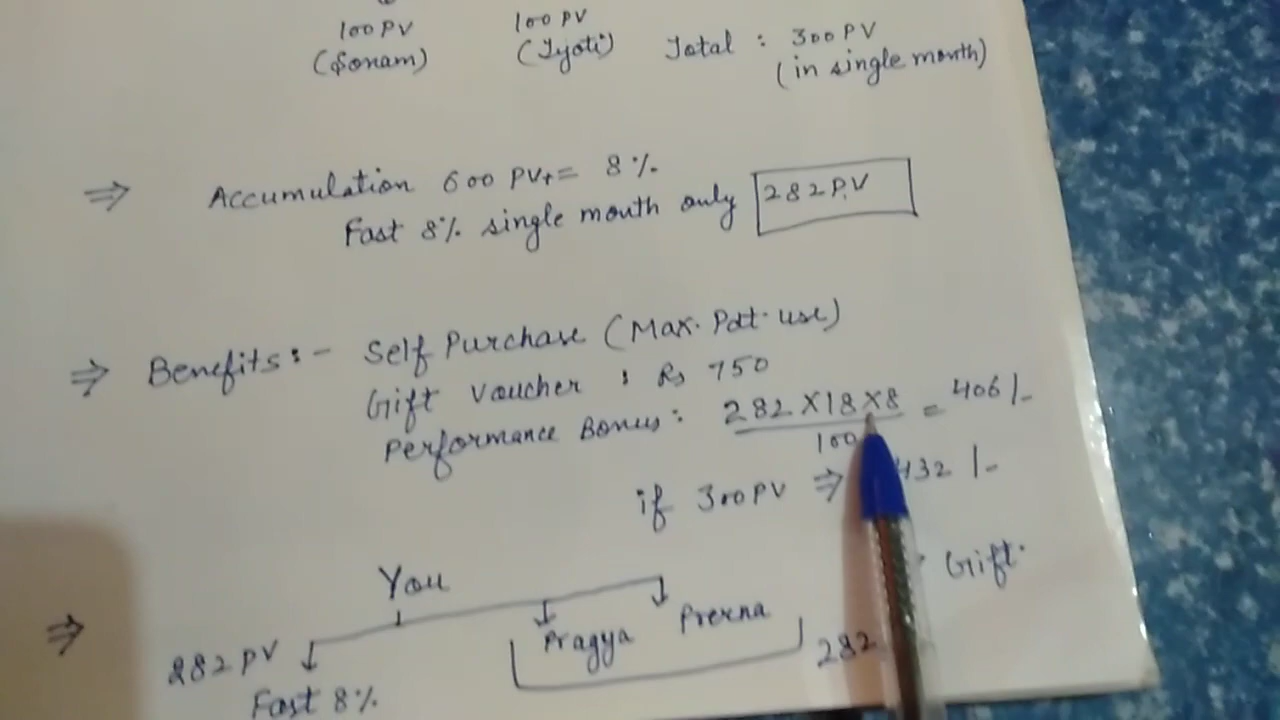 100 PV 100 PV
(Sonam) (Jyoti) Total : 300 PV
(in single month)
⇒ Accumulation 600 PV+ = 8%
Fast 8% single month only 282 P.V
⇒ Benefits:- Self Purchase (Max. Pdt. use)
Gift Voucher : Rs 750
Performance Bonus: 282 X 18 X 8 = 406/-
100
if 300 PV ⇒ 432/-
Gift.
⇒ You
Pragya Prerna
282 PV 282
Fast 8%